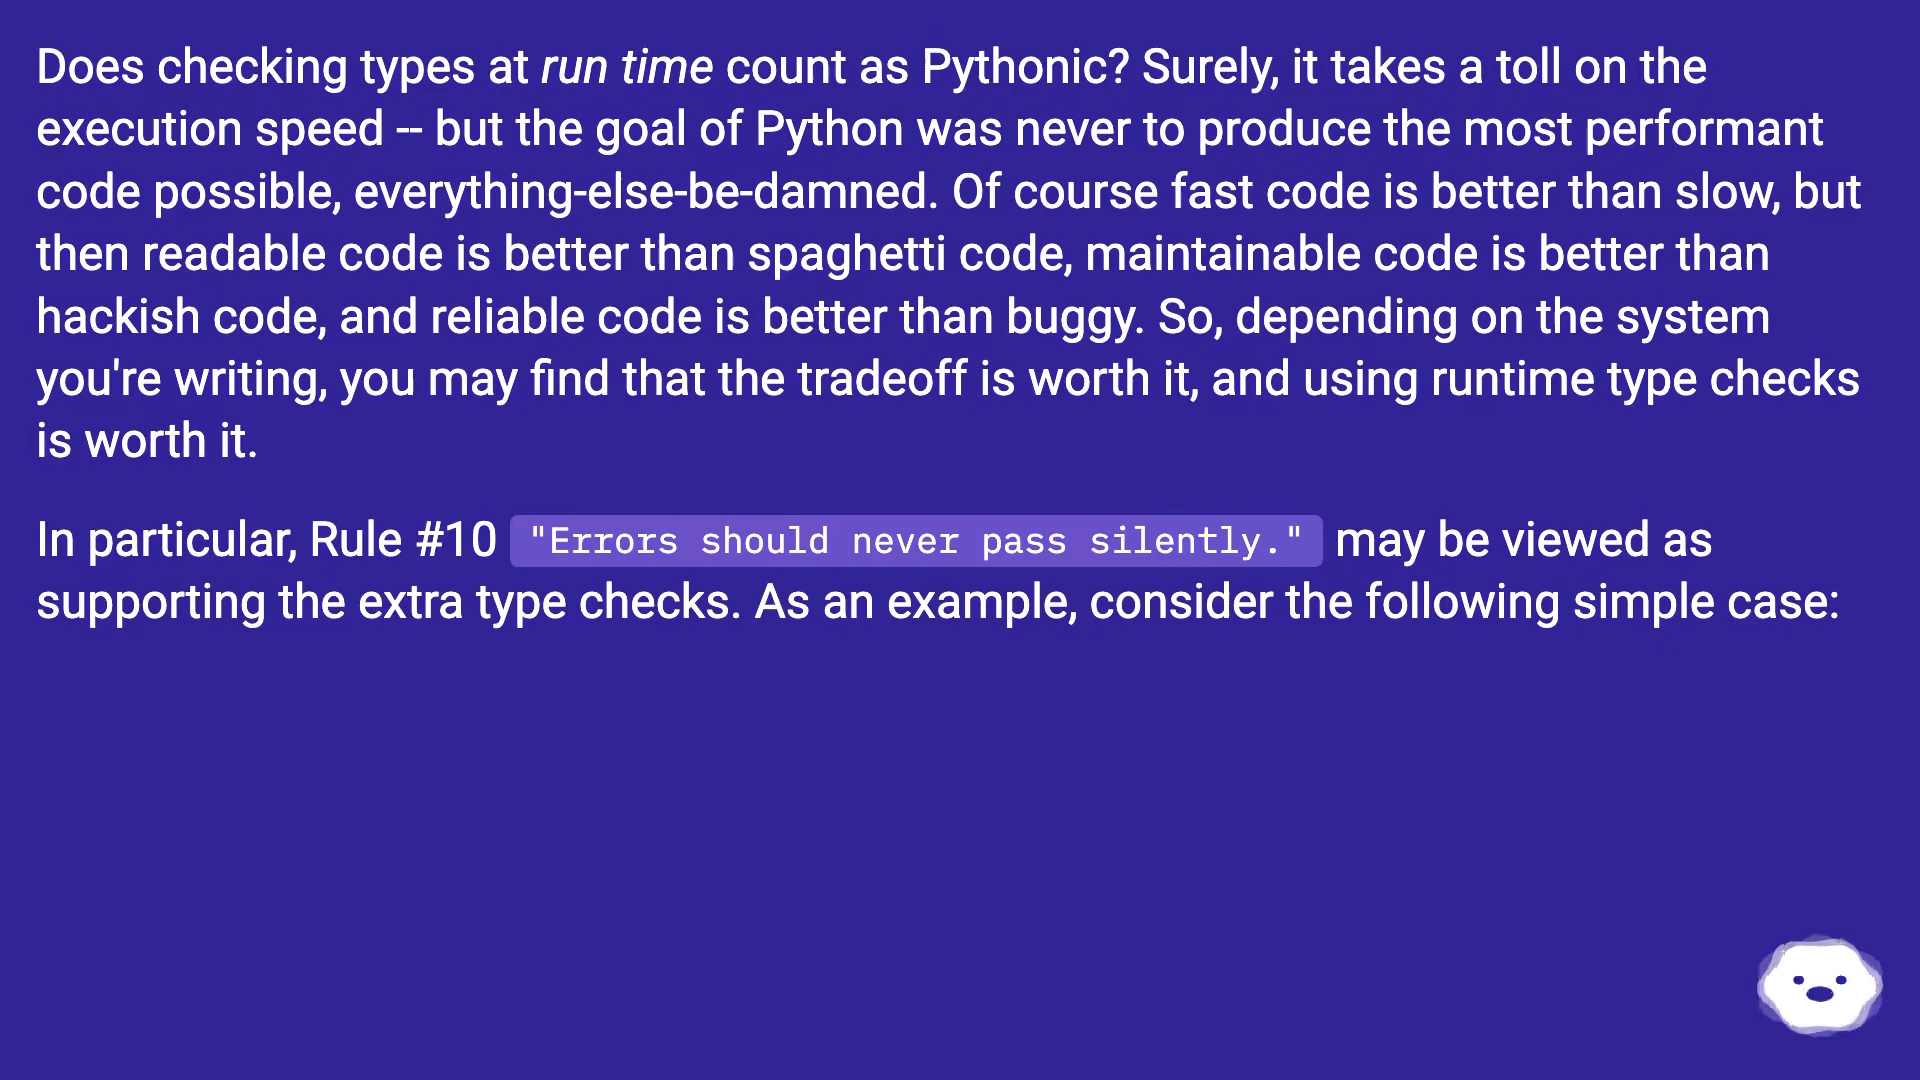 Does checking types at run time count as Pythonic? Surely, it takes a toll on the
execution speed -- but the goal of Python was never to produce the most performant
code possible, everything-else-be-damned. Of course fast code is better than slow, but
then readable code is better than spaghetti code, maintainable code is better than
hackish code, and reliable code is better than buggy. So, depending on the system
you're writing, you may find that the tradeoff is worth it, and using runtime type checks
is worth it.
In particular, Rule #10 "Errors should never pass silently." may be viewed as
supporting the extra type checks. As an example, consider the following simple case: